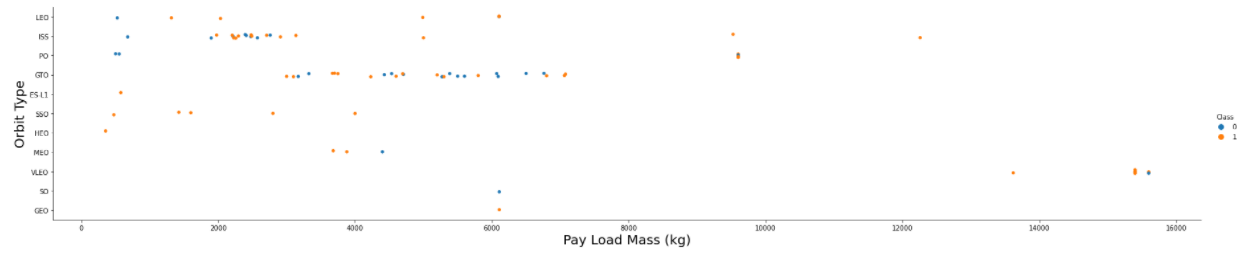 LEO
ISS
PO
GTO
ES-L1
SSO
HEO
MEO
VLEO
SO
GEO
Orbit Type
0
2000
4000
6000
8000
10000
12000
14000
16000
Pay Load Mass (kg)
Class
0
1